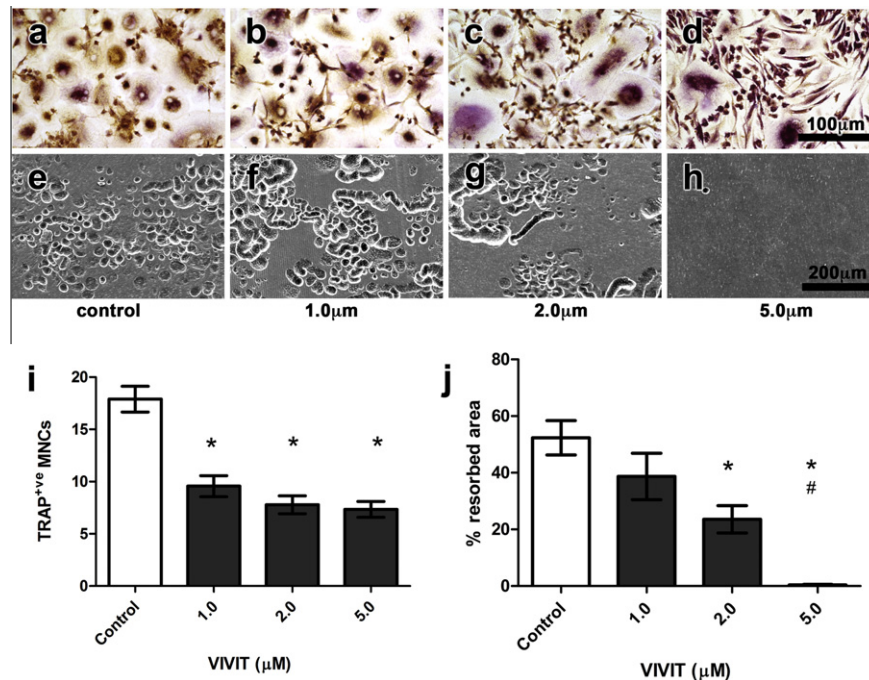 a b c d
100μm
e f g h
200μm
control 1.0μm 2.0μm 5.0μm
i
TRAP+ve MNCs
20
15
10
5
0
* * *
Control 1.0 2.0 5.0
VIVIT (μM)
j
% resorbed area
80
60
40
20
0
* *
#
Control 1.0 2.0 5.0
VIVIT (μM)